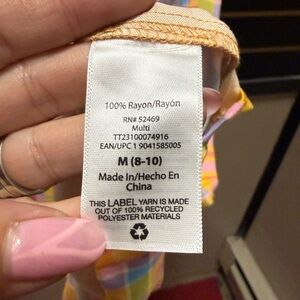 100% Rayon/Rayón
RN# 52469
Multi
TT23100074916
EAN/UPC 1 9041585005
M (8-10)
Made In/Hecho En
China
THIS LABEL YARN IS MADE
OUT OF 100% RECYCLED
POLYESTER MATERIALS